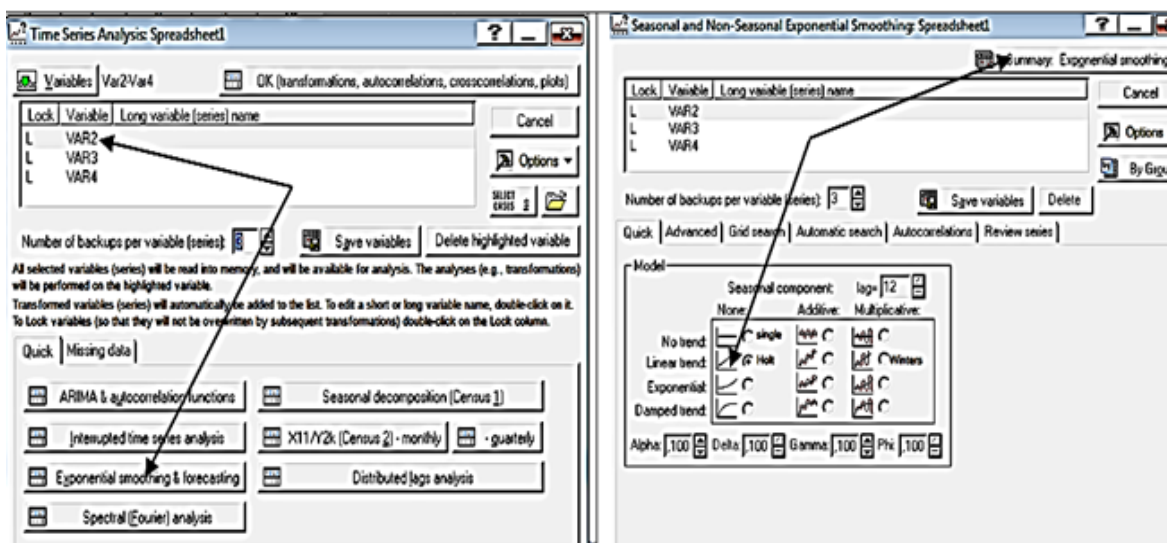 Time Series Analysis: Spreadsheet1
Variables Var2-Var4
OK (transformations, autocorrelations, crosscorrelations, plots)
Lock Variable Long variable (series) name
L VAR2
L VAR3
L VAR4
Cancel
Options
SELECT CASES
Number of backups per variable (series): 3
Save variables
Delete highlighted variable
All selected variables (series) will be read into memory, and will be available for analysis. The analyses (e.g., transformations)
will be performed on the highlighted variable.
Transformed variables (series) will automatically be added to the list. To edit a short or long variable name, double-click on it.
To Lock variables (so that they will not be overwritten by subsequent transformations) double-click on the Lock column.
Quick Missing data
ARIMA & autocorrelation functions
Seasonal decomposition (Census 1)
Interrupted time series analysis
X11/Y2k (Census 2) - monthly
- quarterly
Exponential smoothing & forecasting
Distributed lags analysis
Spectral (Fourier) analysis
Seasonal and Non-Seasonal Exponential Smoothing: Spreadsheet1
Summary: Exponential smoothing
Lock Variable Long variable (series) name
L VAR2
L VAR3
L VAR4
Cancel
Options
By Grou
Number of backups per variable (series): 3
Save variables
Delete
Quick Advanced Grid search Automatic search Autocorrelations Review series
Model
Seasonal component: lag= 12
None: Additive: Multiplicative:
No trend: single
Linear trend: Holt Winters
Exponential:
Damped trend:
Alpha: ,100 Delta: ,100 Gamma: ,100 Phi: ,100